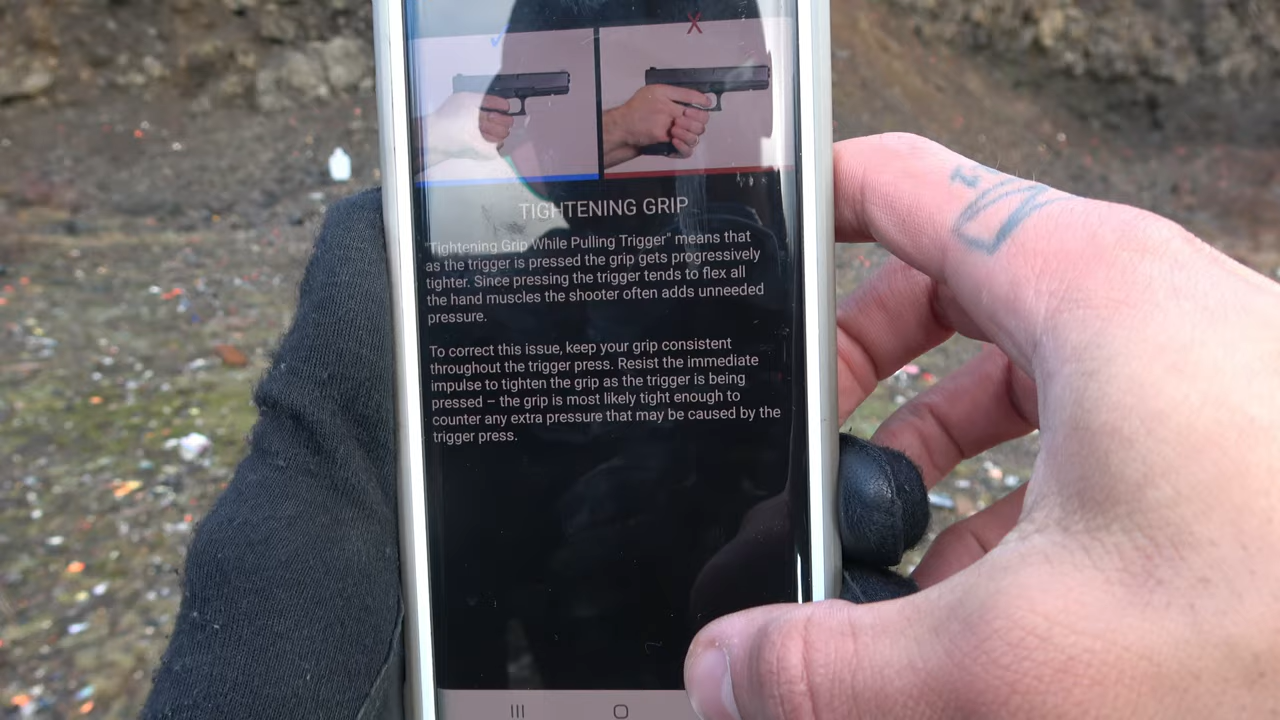 TIGHTENING GRIP
"Tightening Grip While Pulling Trigger" means that
as the trigger is pressed the grip gets progressively
tighter. Since pressing the trigger tends to flex all
the hand muscles the shooter often adds unneeded
pressure.
To correct this issue, keep your grip consistent
throughout the trigger press. Resist the immediate
impulse to tighten the grip as the trigger is being
pressed – the grip is most likely tight enough to
counter any extra pressure that may be caused by the
trigger press.